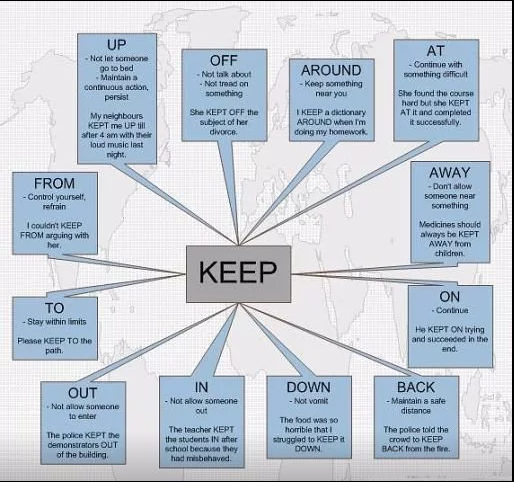 UP
- Not let someone
go to bed
- Maintain a
continuous action,
persist
My neighbours
KEPT me UP till
after 4 am with their
loud music last
night.
OFF
- Not talk about
- Not tread on
something
She KEPT OFF the
subject of her
divorce.
AROUND
- Keep something
near you
I KEEP a dictionary
AROUND when I'm
doing my homework.
AT
- Continue with
something difficult
She found the course
hard but she KEPT
AT it and completed
it successfully.
FROM
- Control yourself,
refrain
I couldn't KEEP
FROM arguing with
her.
AWAY
- Don't allow
someone near
something
Medicines should
always be KEPT
AWAY from
children.
KEEP
TO
- Stay within limits
Please KEEP TO the
path.
ON
- Continue
He KEPT ON trying
and succeeded in the
end.
OUT
- Not allow someone
to enter
The police KEPT the
demonstrators OUT
of the building.
IN
- Not allow someone
out
The teacher KEPT
the students IN after
school because they
had misbehaved.
DOWN
- Not vomit
The food was so
horrible that I
struggled to KEEP it
DOWN.
BACK
- Maintain a safe
distance
The police told the
crowd to KEEP
BACK from the fire.